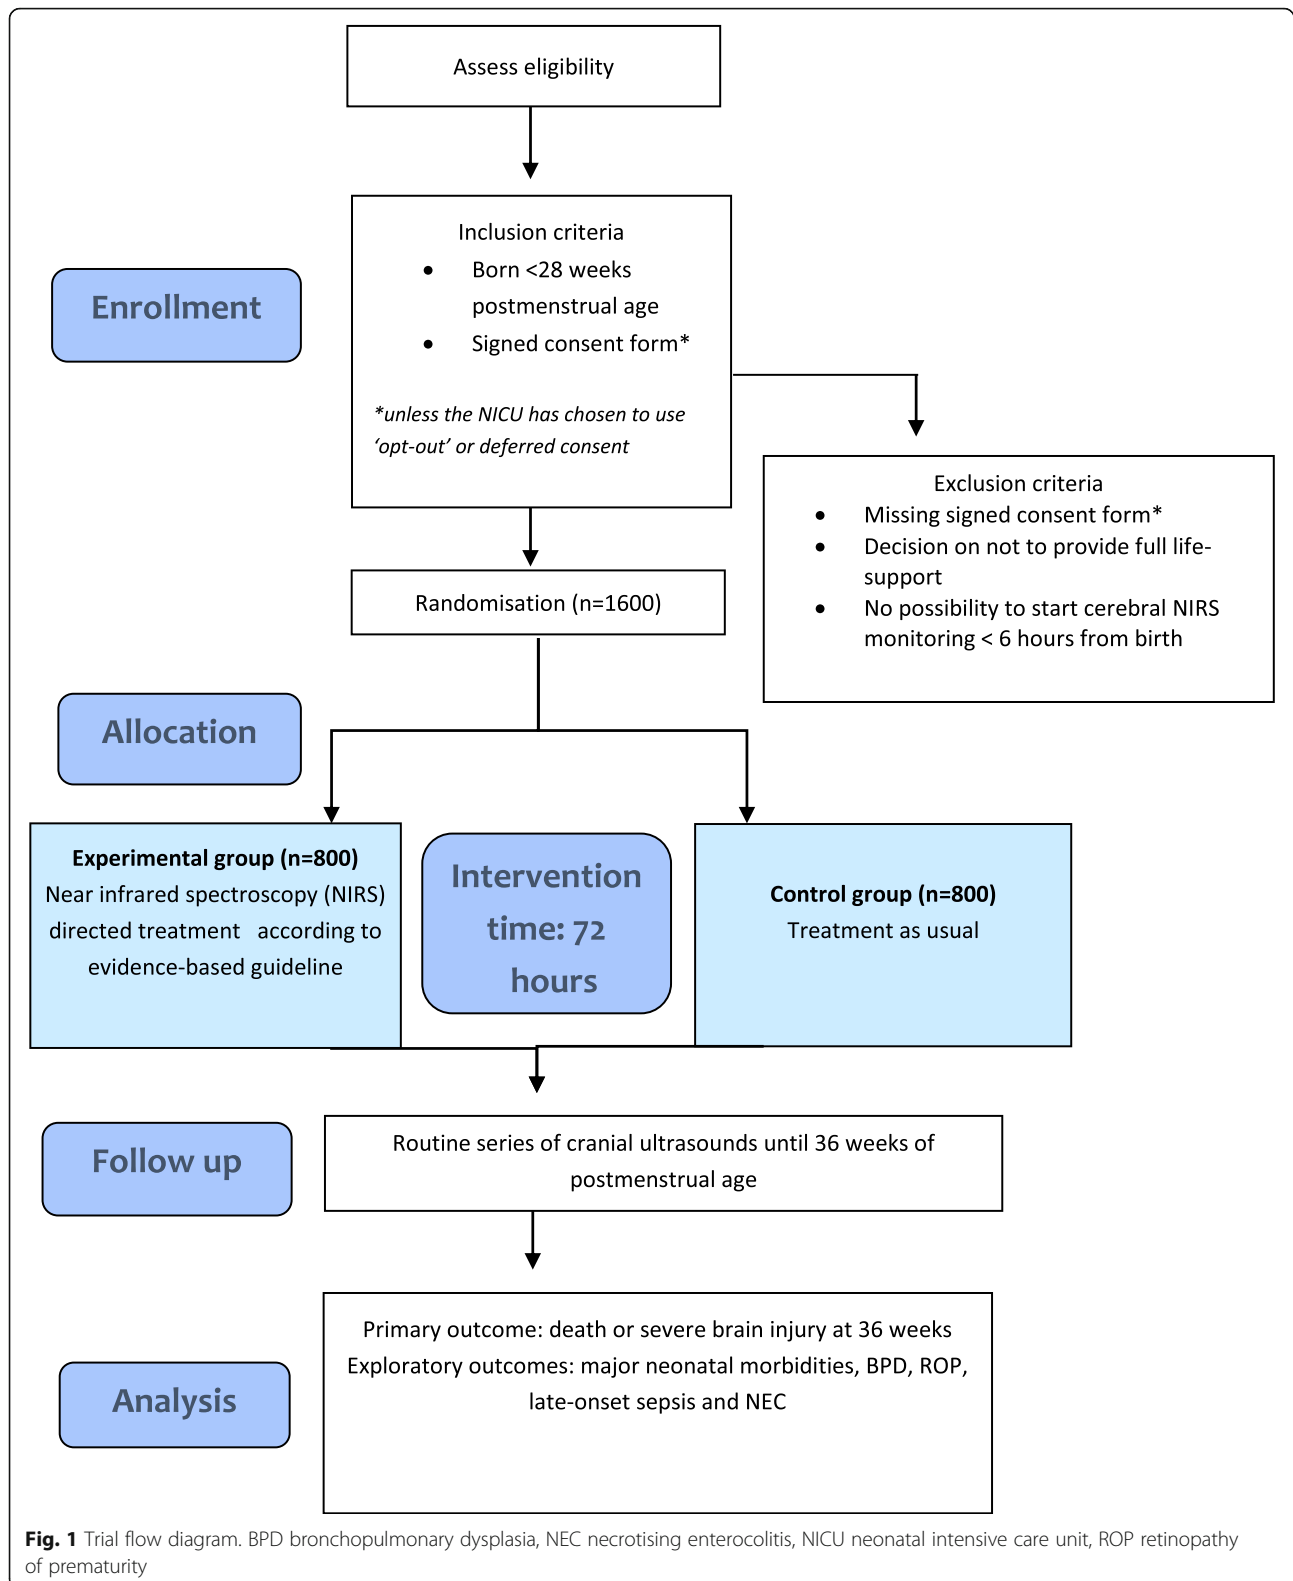 Assess eligibility
Inclusion criteria
• Born <28 weeks
postmenstrual age
• Signed consent form*
*unless the NICU has chosen to use
‘opt-out’ or deferred consent
Enrollment
Exclusion criteria
• Missing signed consent form*
• Decision on not to provide full life-
support
• No possibility to start cerebral NIRS
monitoring < 6 hours from birth
Randomisation (n=1600)
Allocation
Experimental group (n=800)
Near infrared spectroscopy (NIRS)
directed treatment according to
evidence-based guideline
Intervention
time: 72
hours
Control group (n=800)
Treatment as usual
Follow up
Routine series of cranial ultrasounds until 36 weeks of
postmenstrual age
Analysis
Primary outcome: death or severe brain injury at 36 weeks
Exploratory outcomes: major neonatal morbidities, BPD, ROP,
late-onset sepsis and NEC
Fig. 1 Trial flow diagram. BPD bronchopulmonary dysplasia, NEC necrotising enterocolitis, NICU neonatal intensive care unit, ROP retinopathy
of prematurity